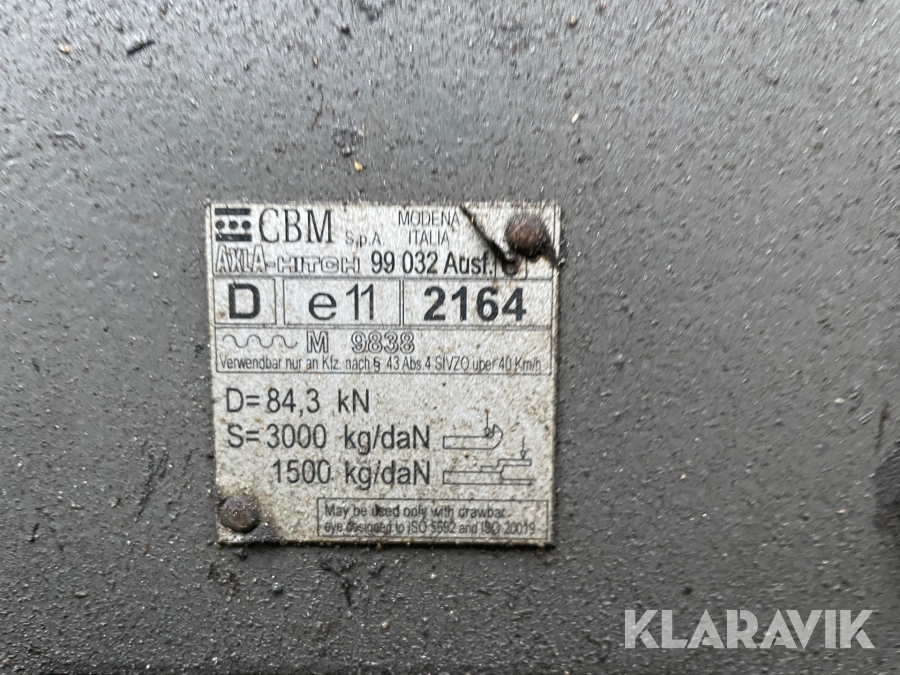 CBM S.p.A MODENA ITALIA
AXLA-HITCH 99 032 Ausf.
D e11 2164
M 9838
Verwendbar nur an Kfz. nach § 43 Abs.4 StVZO uber 40 Km/h
D= 84,3 kN
S= 3000 kg/daN
1500 kg/daN
May be used only with drawbar
eye designed to ISO 5692 and ISO 20019
KLARAVIK